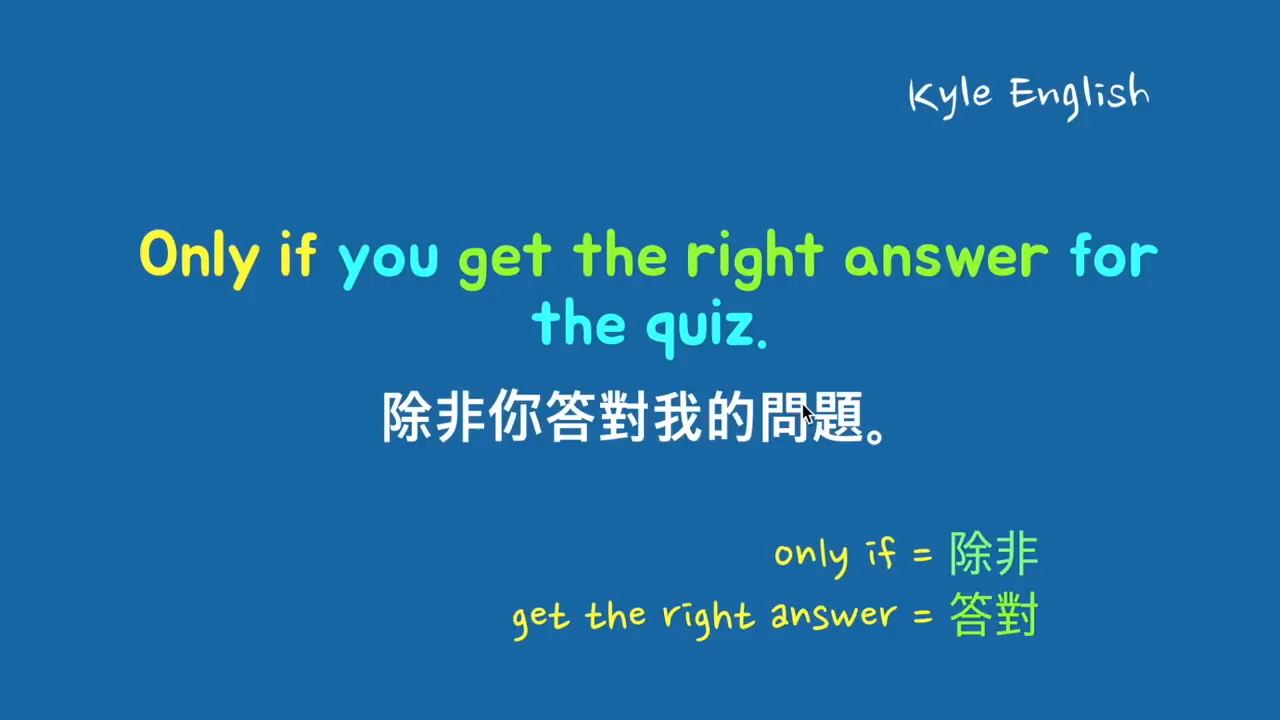 Kyle English
Only if you get the right answer for
the quiz.
除非你答對我的問題。
only if = 除非
get the right answer = 答對